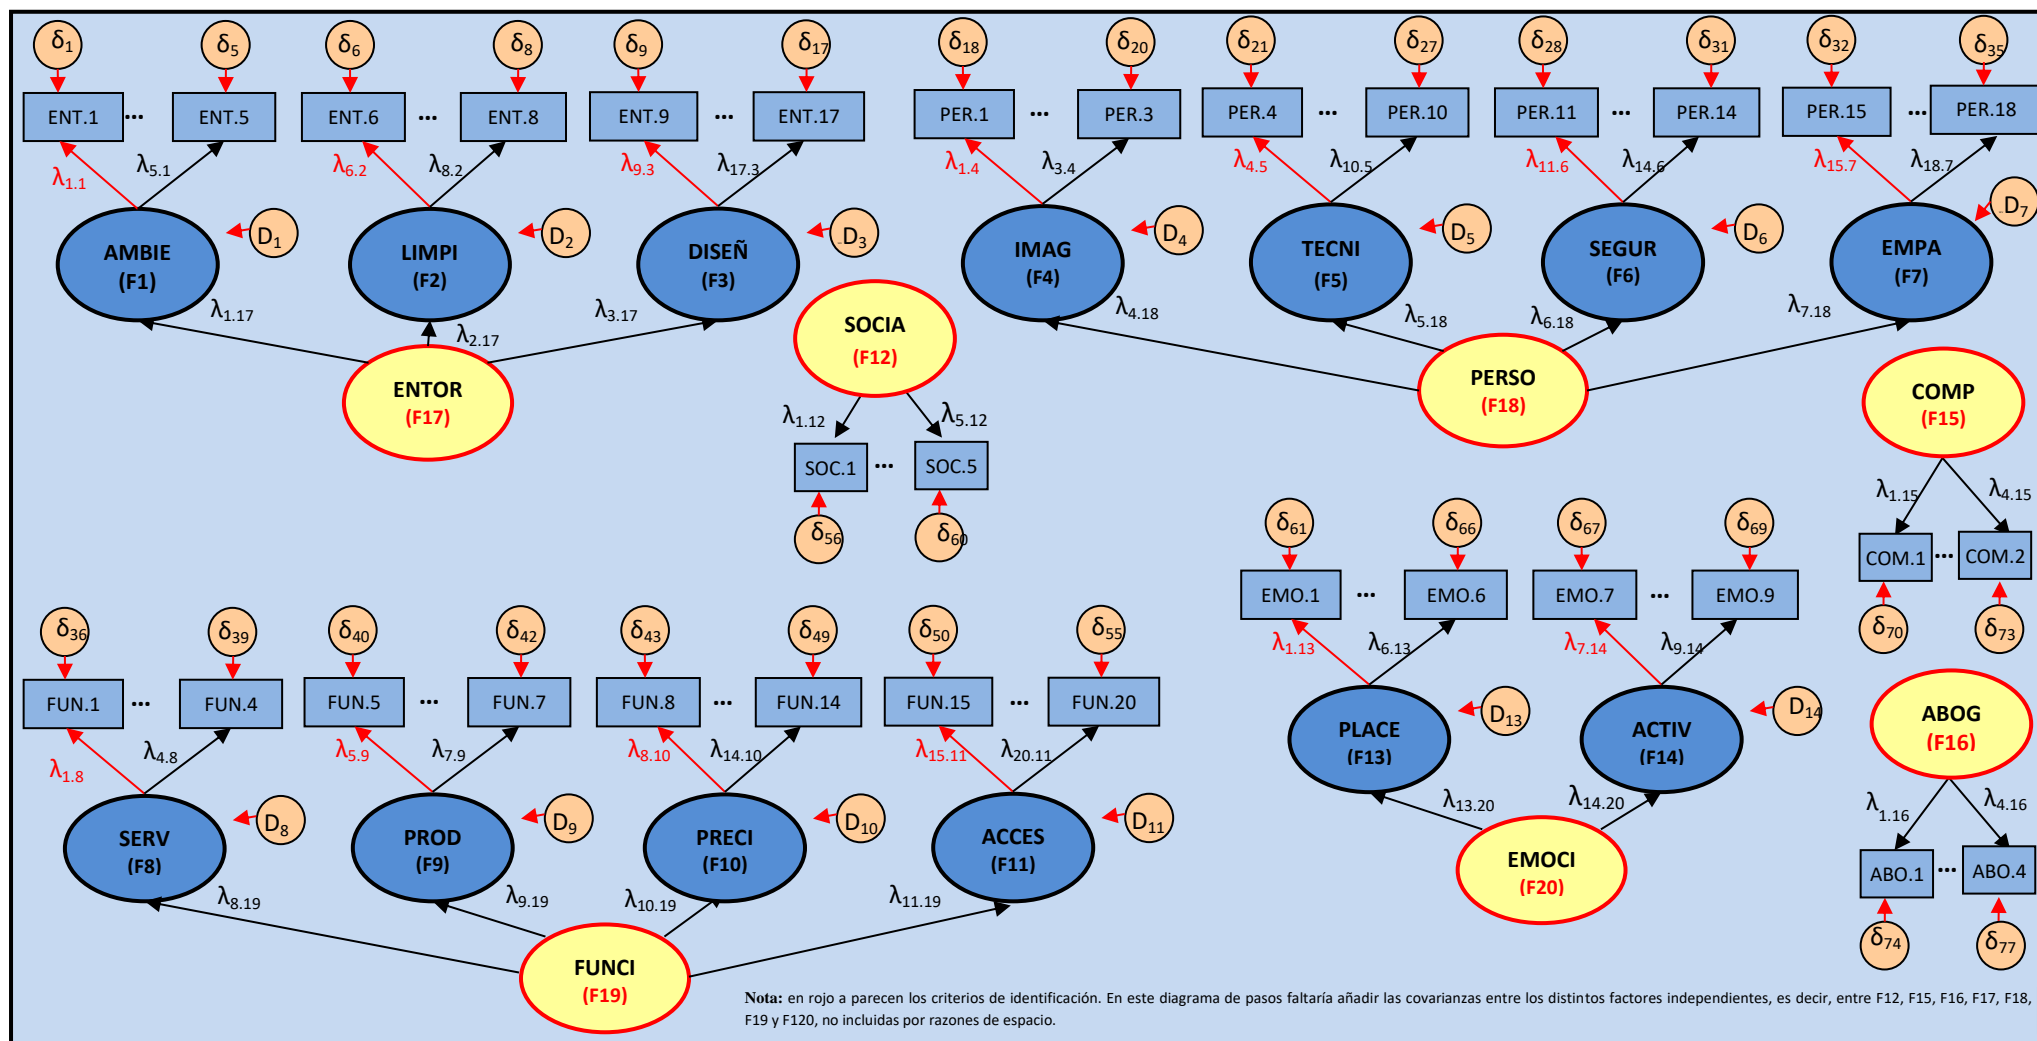 δ1 δ5 δ6 δ8 δ9 δ17 δ18 δ20 δ21 δ27 δ28 δ31 δ32 δ35
ENT.1 ... ENT.5 ENT.6 ... ENT.8 ENT.9 ... ENT.17 PER.1 ... PER.3 PER.4 ... PER.10 PER.11 ... PER.14 PER.15 ... PER.18
λ1.1 λ5.1 λ6.2 λ8.2 λ9.3 λ17.3 λ1.4 λ3.4 λ4.5 λ10.5 λ11.6 λ14.6 λ15.7 λ18.7
D1 D2 D3 D4 D5 D6 D7
AMBIE LIMPI DISEÑ IMAG TECNI SEGUR EMPA
(F1) (F2) (F3) (F4) (F5) (F6) (F7)
λ1.17 λ2.17 λ3.17 λ4.18 λ5.18 λ6.18 λ7.18
SOCIA
(F12)
ENTOR
(F17)
PERSO
(F18)
COMP
(F15)
λ1.12 λ5.12
SOC.1 ... SOC.5
δ56 δ60
λ1.15 λ4.15
COM.1 ... COM.2
δ70 δ73
δ61 δ66 δ67 δ69
EMO.1 ... EMO.6 EMO.7 ... EMO.9
λ1.13 λ6.13 λ7.14 λ9.14
D13 D14
PLACE ACTIV
(F13) (F14)
λ13.20 λ14.20
EMOCI
(F20)
ABOG
(F16)
λ1.16 λ4.16
ABO.1 ... ABO.4
δ74 δ77
δ36 δ39 δ40 δ42 δ43 δ49 δ50 δ55
FUN.1 ... FUN.4 FUN.5 ... FUN.7 FUN.8 ... FUN.14 FUN.15 ... FUN.20
λ1.8 λ4.8 λ5.9 λ7.9 λ8.10 λ14.10 λ15.11 λ20.11
D8 D9 D10 D11
SERV PROD PRECI ACCES
(F8) (F9) (F10) (F11)
λ8.19 λ9.19 λ10.19 λ11.19
FUNCI
(F19)
Nota: en rojo a parecen los criterios de identificación. En este diagrama de pasos faltaría añadir las covarianzas entre los distintos factores independientes, es decir, entre F12, F15, F16, F17, F18,
F19 y F120, no incluidas por razones de espacio.